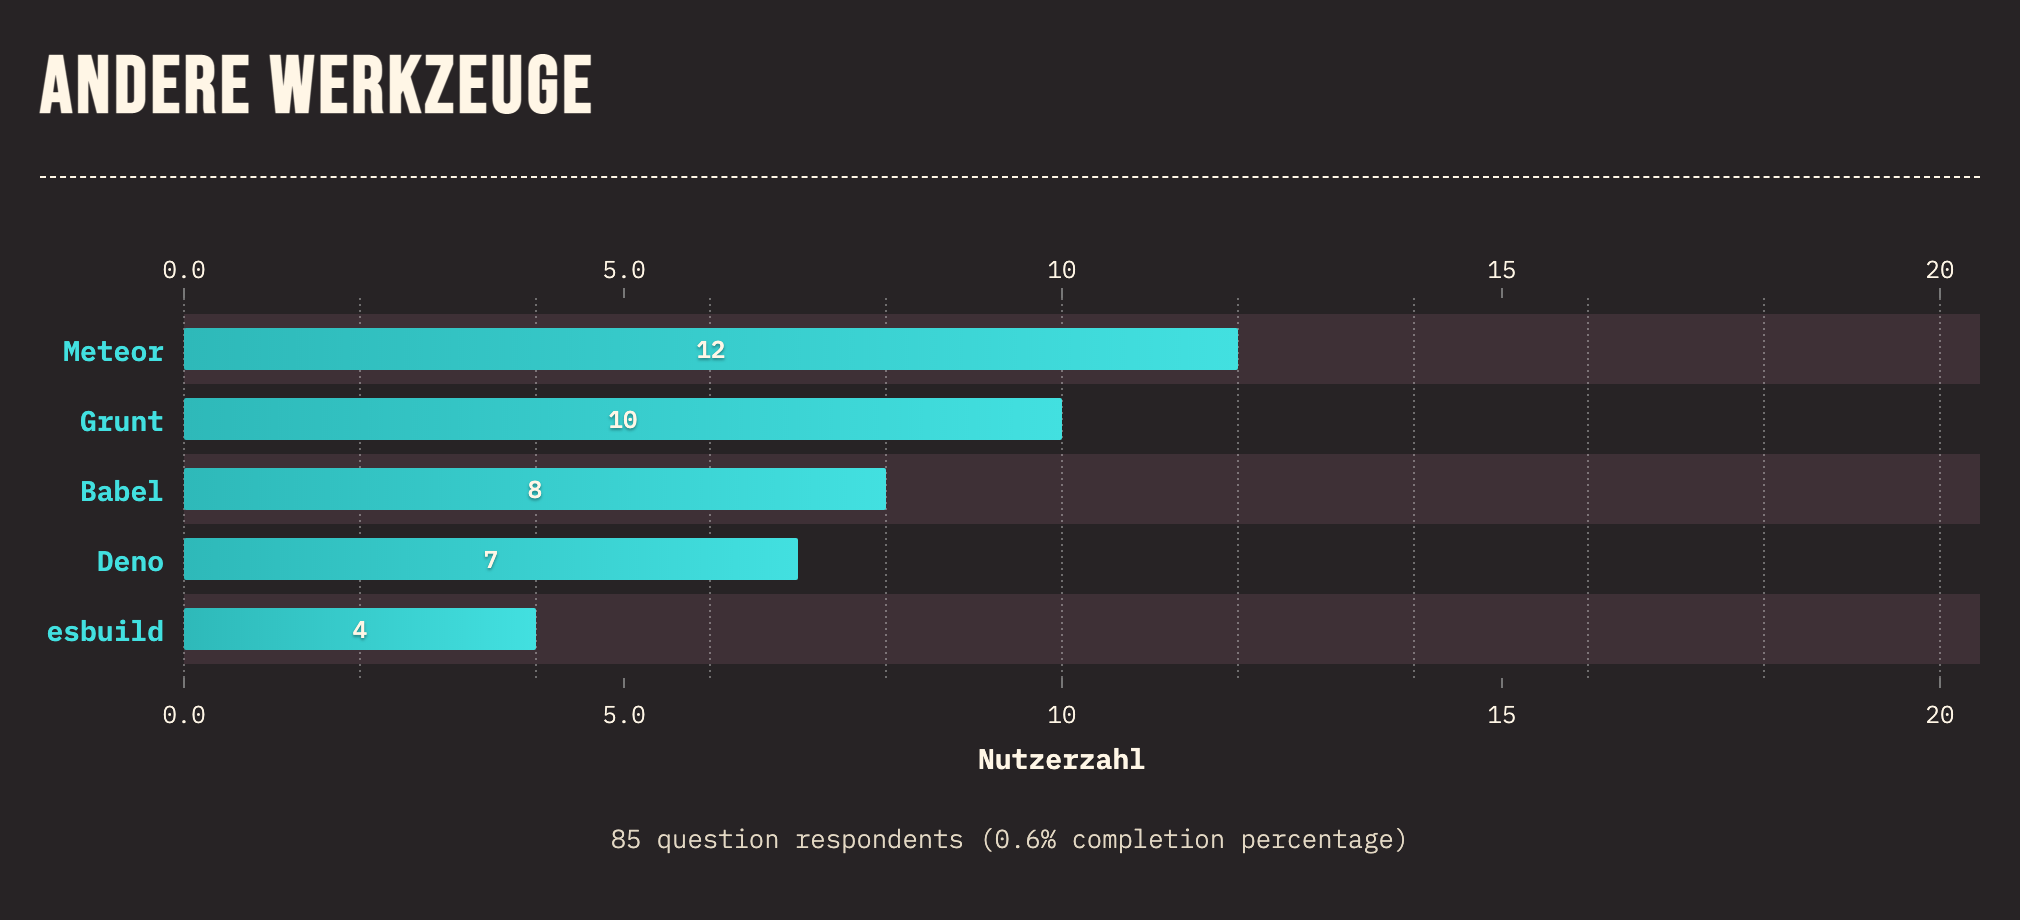 ANDERE WERKZEUGE
0.0 5.0 10 15 20
Meteor 12
Grunt 10
Babel 8
Deno 7
esbuild 4
0.0 5.0 10 15 20
Nutzerzahl
85 question respondents (0.6% completion percentage)